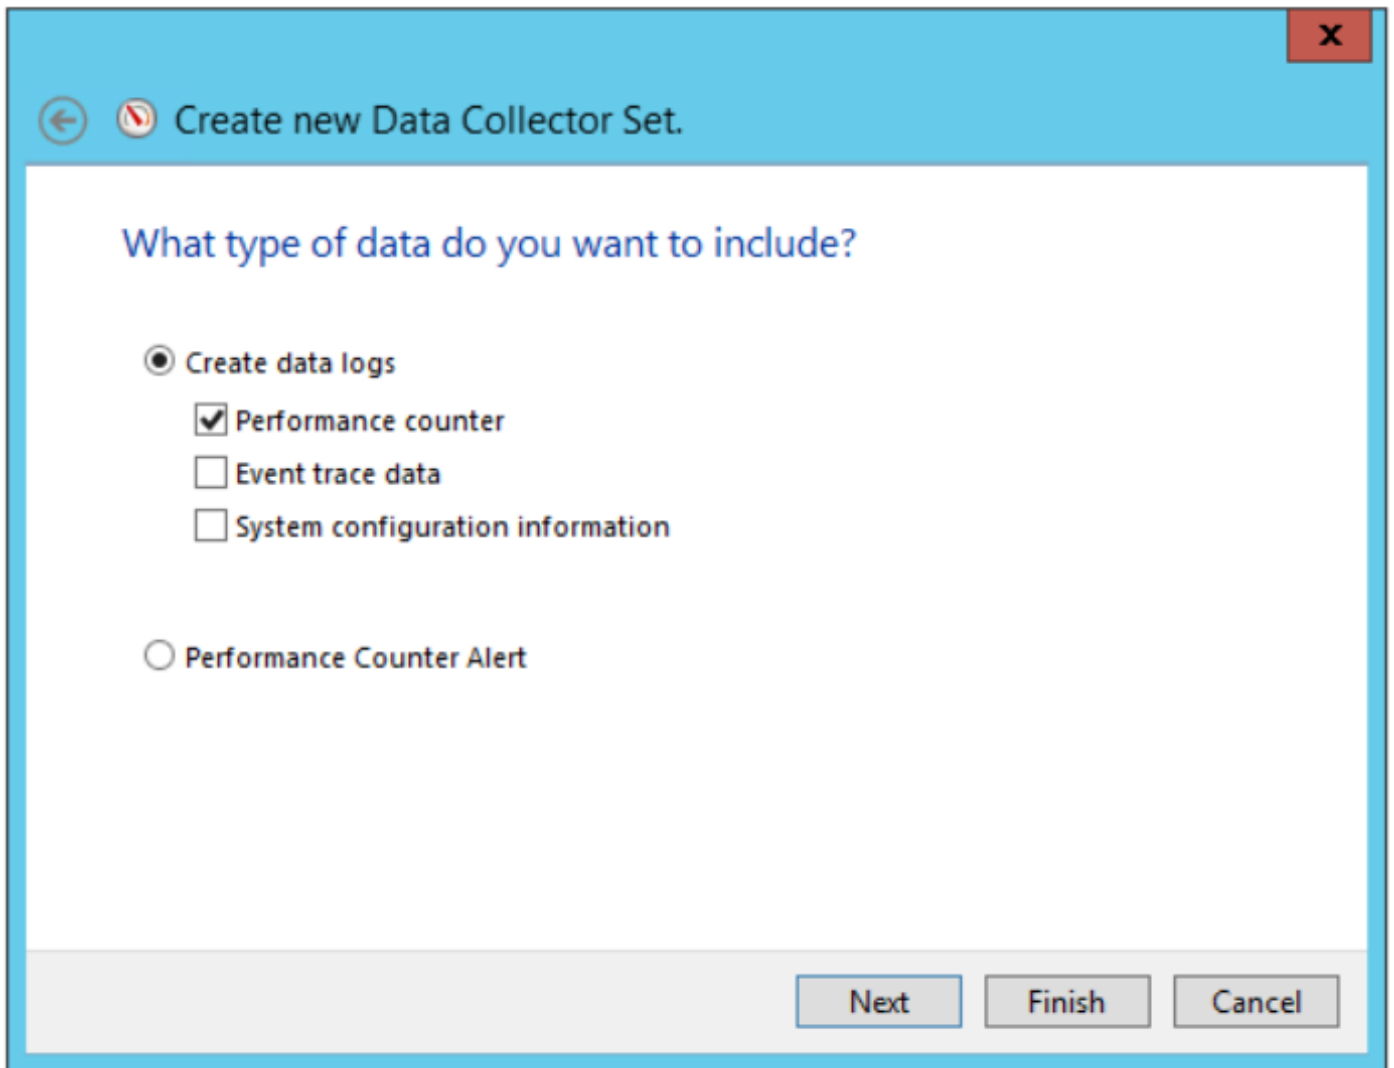 x
Create new Data Collector Set.
What type of data do you want to include?
Create data logs
Performance counter
Event trace data
System configuration information
Performance Counter Alert
Next Finish Cancel